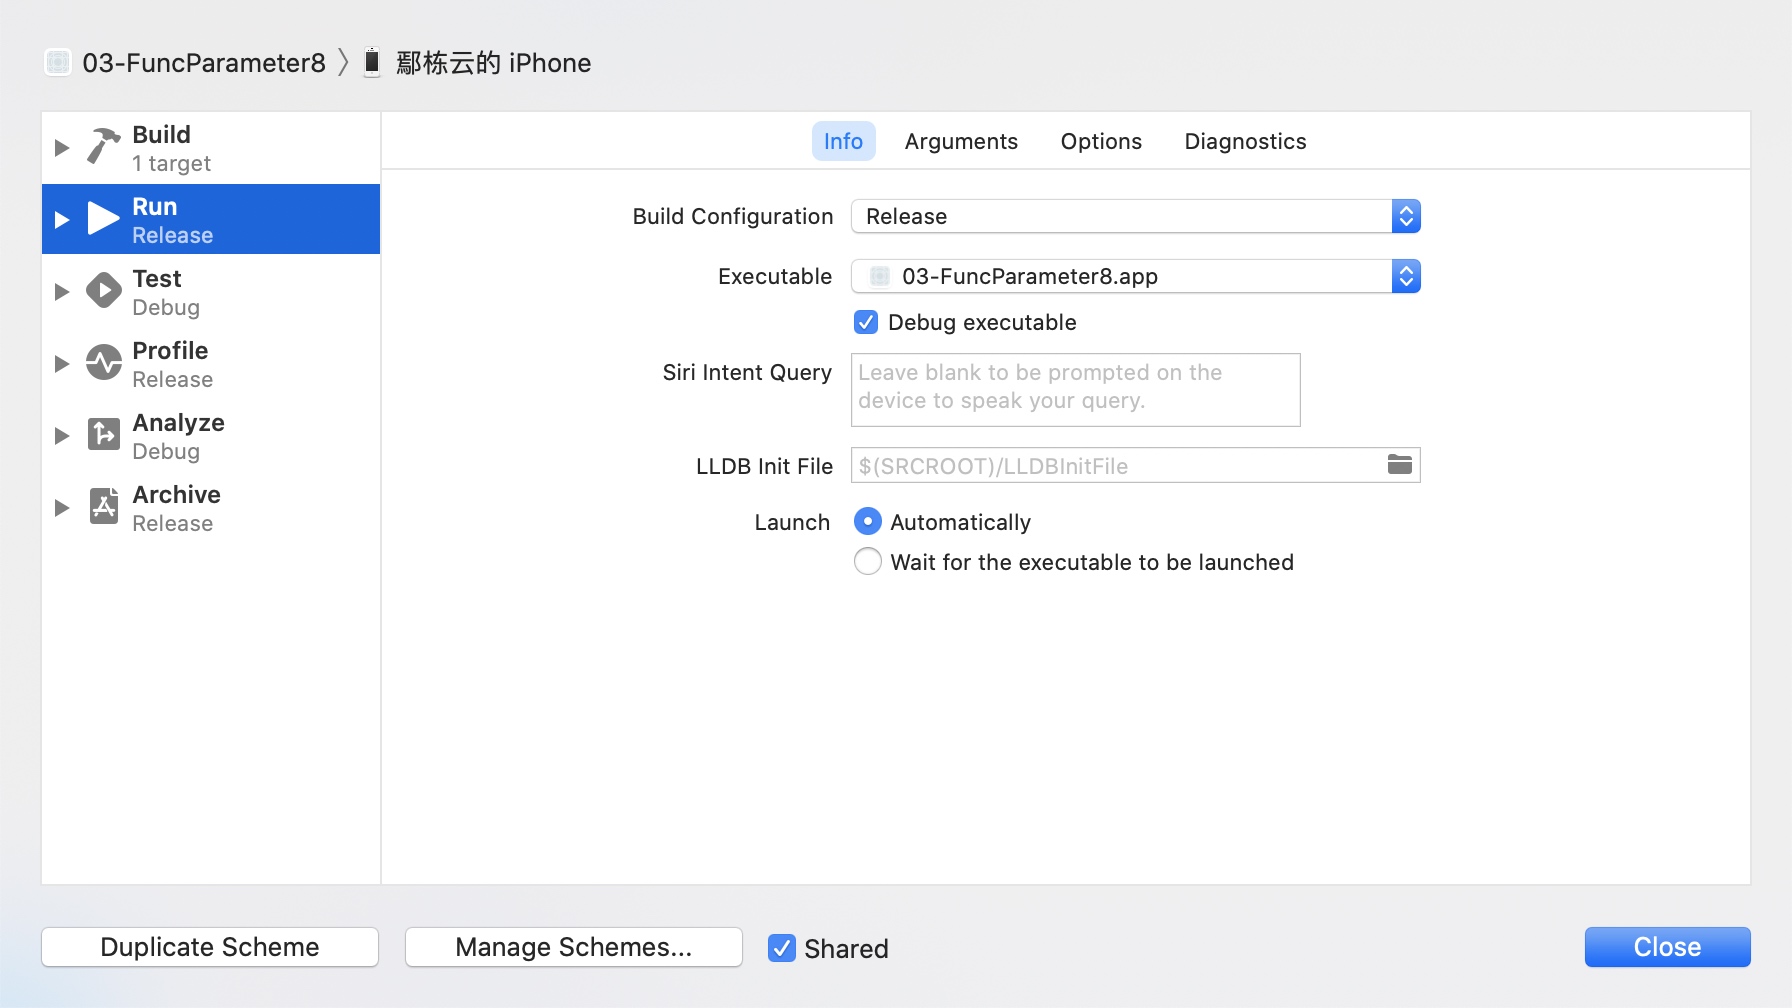 03-FuncParameter8 〉 鄢栋云的 iPhone
Build
1 target
Run
Release
Test
Debug
Profile
Release
Analyze
Debug
Archive
Release
Info Arguments Options Diagnostics
Build Configuration Release
Executable 03-FuncParameter8.app
Debug executable
Siri Intent Query Leave blank to be prompted on the
device to speak your query.
LLDB Init File $(SRCROOT)/LLDBInitFile
Launch Automatically
Wait for the executable to be launched
Duplicate Scheme Manage Schemes... Shared Close